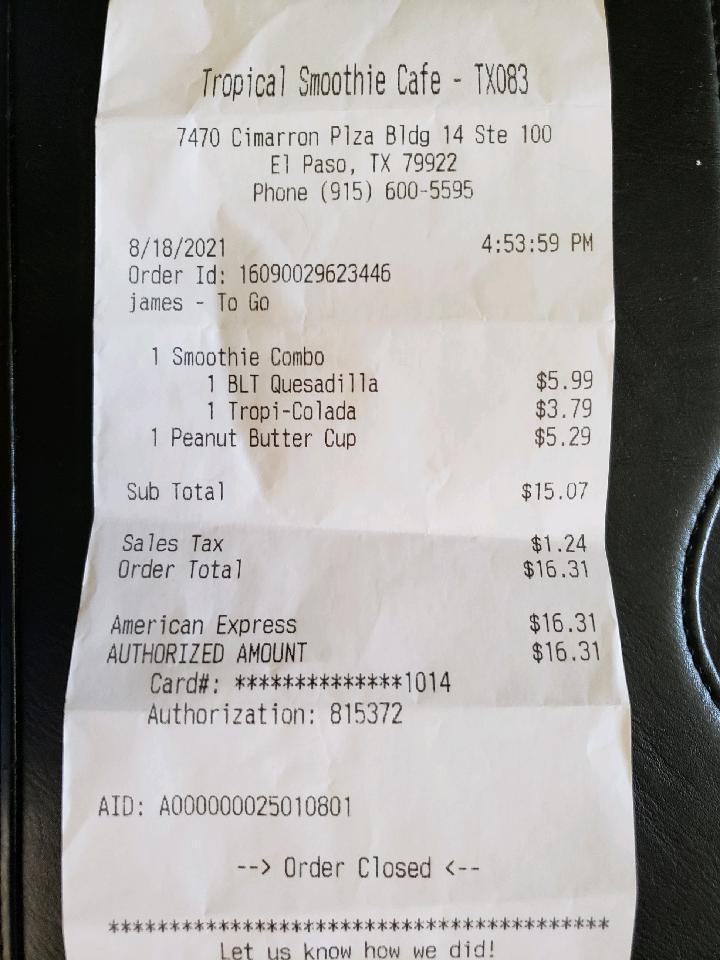 Tropical Smoothie Cafe - TX083
7470 Cimarron Plza Bldg 14 Ste 100
El Paso, TX 79922
Phone (915) 600-5595
8/18/2021 4:53:59 PM
Order Id: 16090029623446
james - To Go
1 Smoothie Combo
1 BLT Quesadilla $5.99
1 Tropi-Colada $3.79
1 Peanut Butter Cup $5.29
Sub Total $15.07
Sales Tax $1.24
Order Total $16.31
American Express $16.31
AUTHORIZED AMOUNT $16.31
Card#: **************1014
Authorization: 815372
AID: A000000025010801
--> Order Closed <--
*****************************************
Let us know how we did!